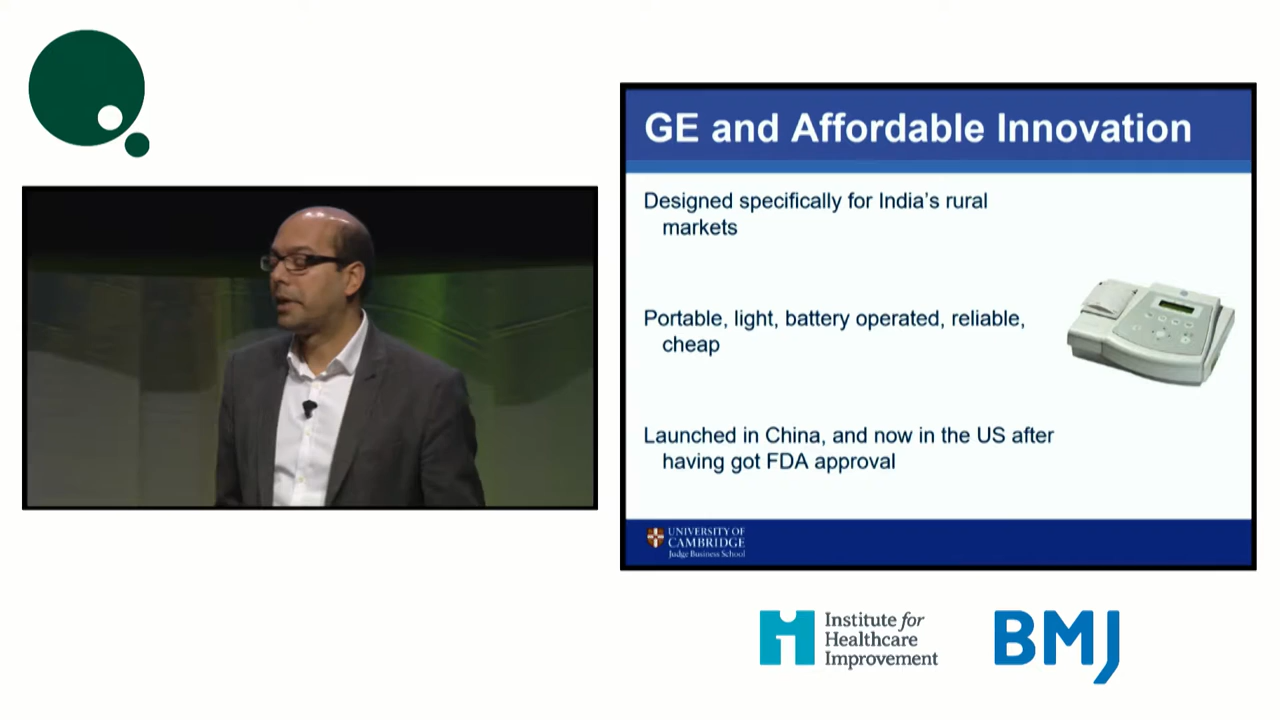 GE and Affordable Innovation
Designed specifically for India's rural
markets
Portable, light, battery operated, reliable,
cheap
Launched in China, and now in the US after
having got FDA approval
UNIVERSITY OF
CAMBRIDGE
Judge Business School
Institute for
Healthcare
Improvement
BMJ